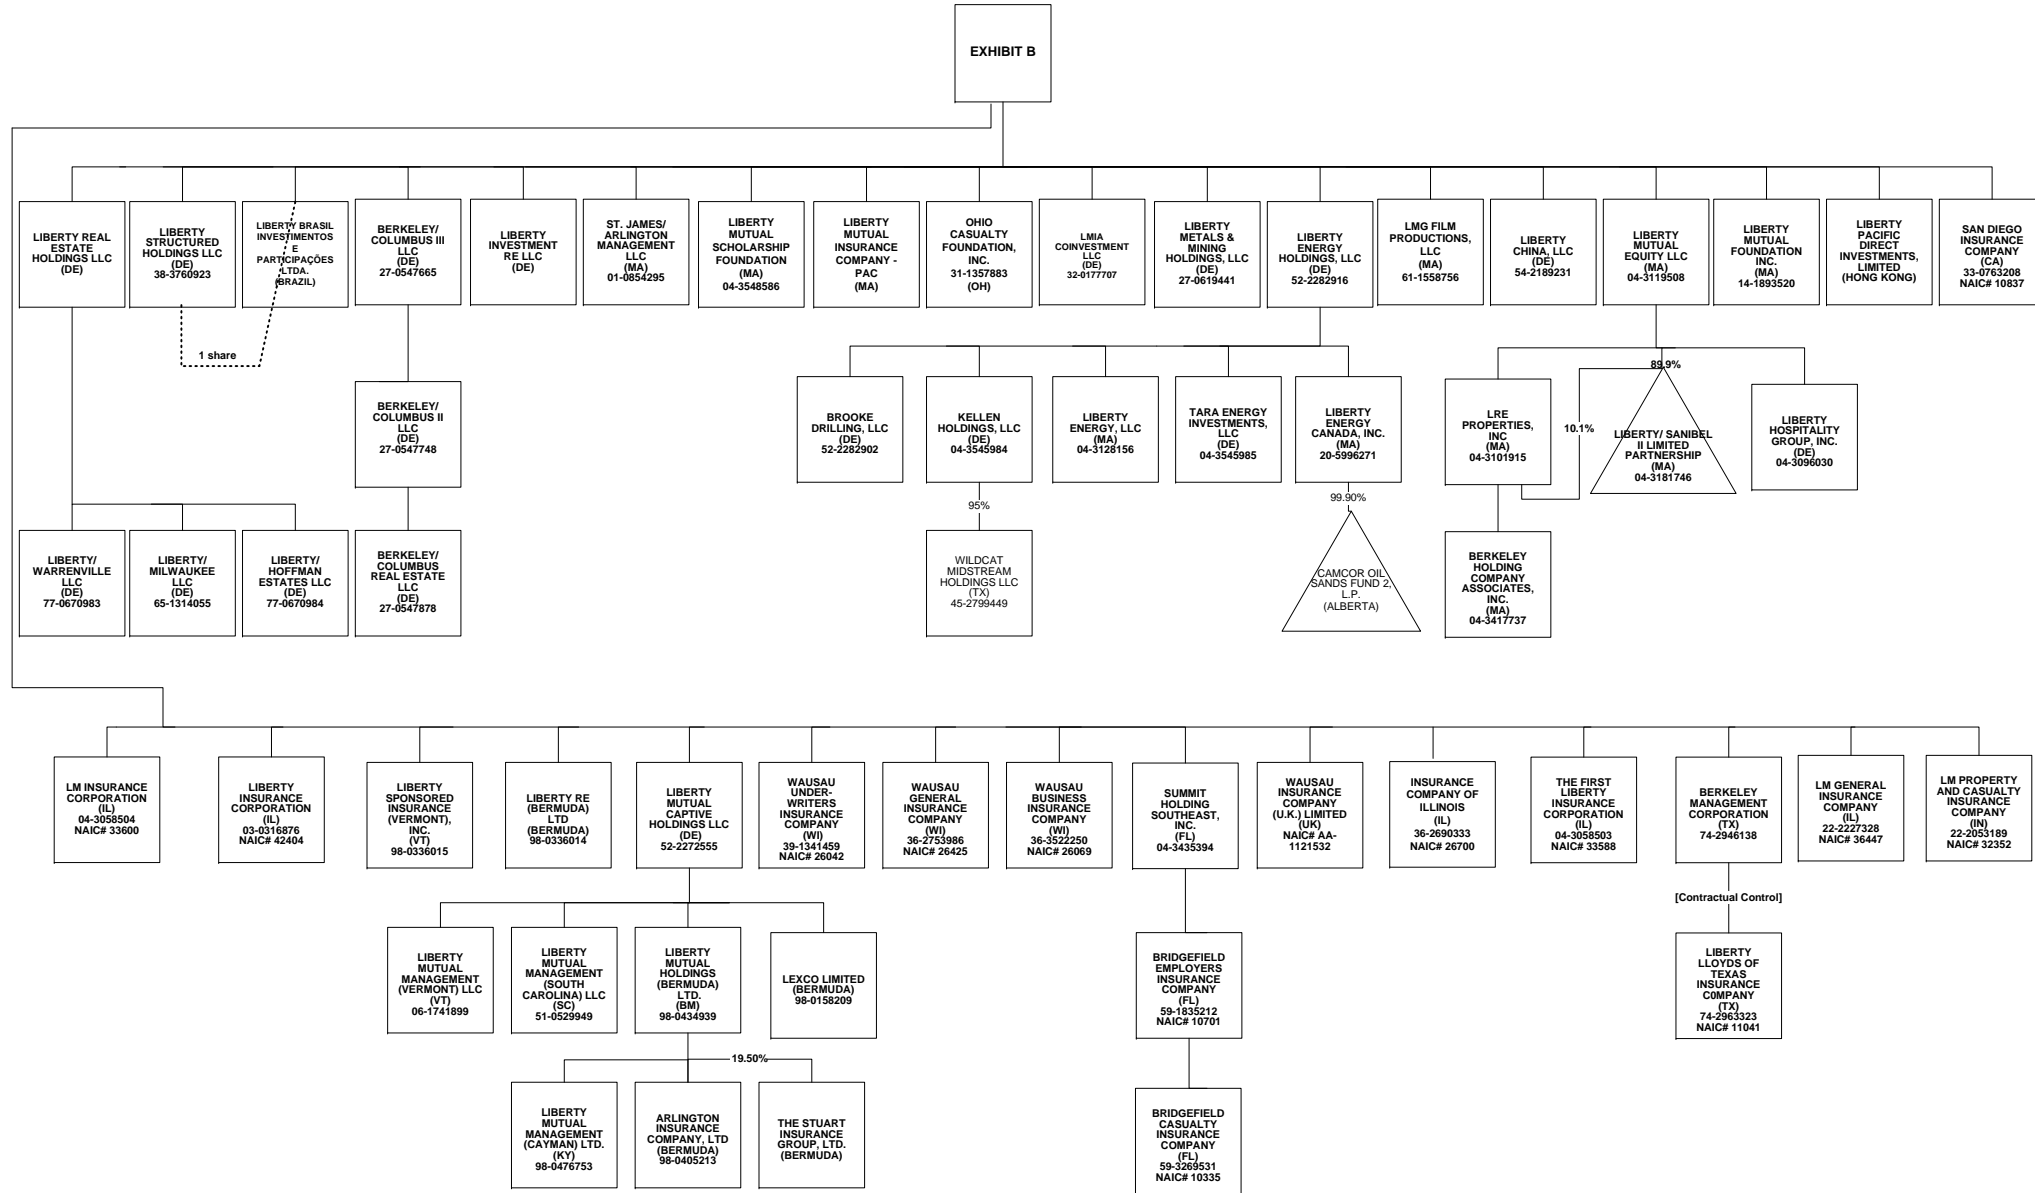 EXHIBIT B
LIBERTY REAL
ESTATE
HOLDINGS LLC
(DE)
LIBERTY
STRUCTURED
HOLDINGS LLC
(DE)
38-3760923
LIBERTY BRASIL
INVESTIMENTOS
E
PARTICIPAÇÕES
LTDA.
(BRAZIL)
BERKELEY/
COLUMBUS III
LLC
(DE)
27-0547665
LIBERTY
INVESTMENT
RE LLC
(DE)
ST. JAMES/
ARLINGTON
MANAGEMENT
LLC
(MA)
01-0854295
LIBERTY
MUTUAL
SCHOLARSHIP
FOUNDATION
(MA)
04-3548586
LIBERTY
MUTUAL
INSURANCE
COMPANY -
PAC
(MA)
OHIO
CASUALTY
FOUNDATION,
INC.
31-1357883
(OH)
LMIA
COINVESTMENT
LLC
(DE)
32-0177707
LIBERTY
METALS &
MINING
HOLDINGS, LLC
(DE)
27-0619441
LIBERTY
ENERGY
HOLDINGS, LLC
(DE)
52-2282916
LMG FILM
PRODUCTIONS,
LLC
(MA)
61-1558756
LIBERTY
CHINA, LLC
(DE)
54-2189231
LIBERTY
MUTUAL
EQUITY LLC
(MA)
04-3119508
LIBERTY
MUTUAL
FOUNDATION
INC.
(MA)
14-1893520
LIBERTY
PACIFIC
DIRECT
INVESTMENTS,
LIMITED
(HONG KONG)
SAN DIEGO
INSURANCE
COMPANY
(CA)
33-0763208
NAIC# 10837
1 share
BERKELEY/
COLUMBUS II
LLC
(DE)
27-0547748
BROOKE
DRILLING, LLC
(DE)
52-2282902
KELLEN
HOLDINGS, LLC
(DE)
04-3545984
LIBERTY
ENERGY, LLC
(MA)
04-3128156
TARA ENERGY
INVESTMENTS,
LLC
(DE)
04-3545985
LIBERTY
ENERGY
CANADA, INC.
(MA)
20-5996271
LRE
PROPERTIES,
INC
(MA)
04-3101915
10.1%
89.9%
LIBERTY/ SANIBEL
II LIMITED
PARTNERSHIP
(MA)
04-3181746
LIBERTY
HOSPITALITY
GROUP, INC.
(DE)
04-3096030
95%
99.90%
LIBERTY/
WARRENVILLE
LLC
(DE)
77-0670983
LIBERTY/
MILWAUKEE
LLC
(DE)
65-1314055
LIBERTY/
HOFFMAN
ESTATES LLC
(DE)
77-0670984
BERKELEY/
COLUMBUS
REAL ESTATE
LLC
(DE)
27-0547878
WILDCAT
MIDSTREAM
HOLDINGS LLC
(TX)
45-2799449
CAMCOR OIL
SANDS FUND 2,
L.P.
(ALBERTA)
BERKELEY
HOLDING
COMPANY
ASSOCIATES,
INC.
(MA)
04-3417737
LM INSURANCE
CORPORATION
(IL)
04-3058504
NAIC# 33600
LIBERTY
INSURANCE
CORPORATION
(IL)
03-0316876
NAIC# 42404
LIBERTY
SPONSORED
INSURANCE
(VERMONT),
INC.
(VT)
98-0336015
LIBERTY RE
(BERMUDA)
LTD
(BERMUDA)
98-0336014
LIBERTY
MUTUAL
CAPTIVE
HOLDINGS LLC
(DE)
52-2272555
WAUSAU
UNDER-
WRITERS
INSURANCE
COMPANY
(WI)
39-1341459
NAIC# 26042
WAUSAU
GENERAL
INSURANCE
COMPANY
(WI)
36-2753986
NAIC# 26425
WAUSAU
BUSINESS
INSURANCE
COMPANY
(WI)
36-3522250
NAIC# 26069
SUMMIT
HOLDING
SOUTHEAST,
INC.
(FL)
04-3435394
WAUSAU
INSURANCE
COMPANY
(U.K.) LIMITED
(UK)
NAIC# AA-
1121532
INSURANCE
COMPANY OF
ILLINOIS
(IL)
36-2690333
NAIC# 26700
THE FIRST
LIBERTY
INSURANCE
CORPORATION
(IL)
04-3058503
NAIC# 33588
BERKELEY
MANAGEMENT
CORPORATION
(TX)
74-2946138
LM GENERAL
INSURANCE
COMPANY
(IL)
22-2227328
NAIC# 36447
LM PROPERTY
AND CASUALTY
INSURANCE
COMPANY
(IN)
22-2053189
NAIC# 32352
[Contractual Control]
LIBERTY
MUTUAL
MANAGEMENT
(VERMONT) LLC
(VT)
06-1741899
LIBERTY
MUTUAL
MANAGEMENT
(SOUTH
CAROLINA) LLC
(SC)
51-0529949
LIBERTY
MUTUAL
HOLDINGS
(BERMUDA)
LTD.
(BM)
98-0434939
LEXCO LIMITED
(BERMUDA)
98-0158209
BRIDGEFIELD
EMPLOYERS
INSURANCE
COMPANY
(FL)
59-1835212
NAIC# 10701
LIBERTY
LLOYDS OF
TEXAS
INSURANCE
C0MPANY
(TX)
74-2963323
NAIC# 11041
19.50%
LIBERTY
MUTUAL
MANAGEMENT
(CAYMAN) LTD.
(KY)
98-0476753
ARLINGTON
INSURANCE
COMPANY, LTD
(BERMUDA)
98-0405213
THE STUART
INSURANCE
GROUP, LTD.
(BERMUDA)
BRIDGEFIELD
CASUALTY
INSURANCE
COMPANY
(FL)
59-3269531
NAIC# 10335